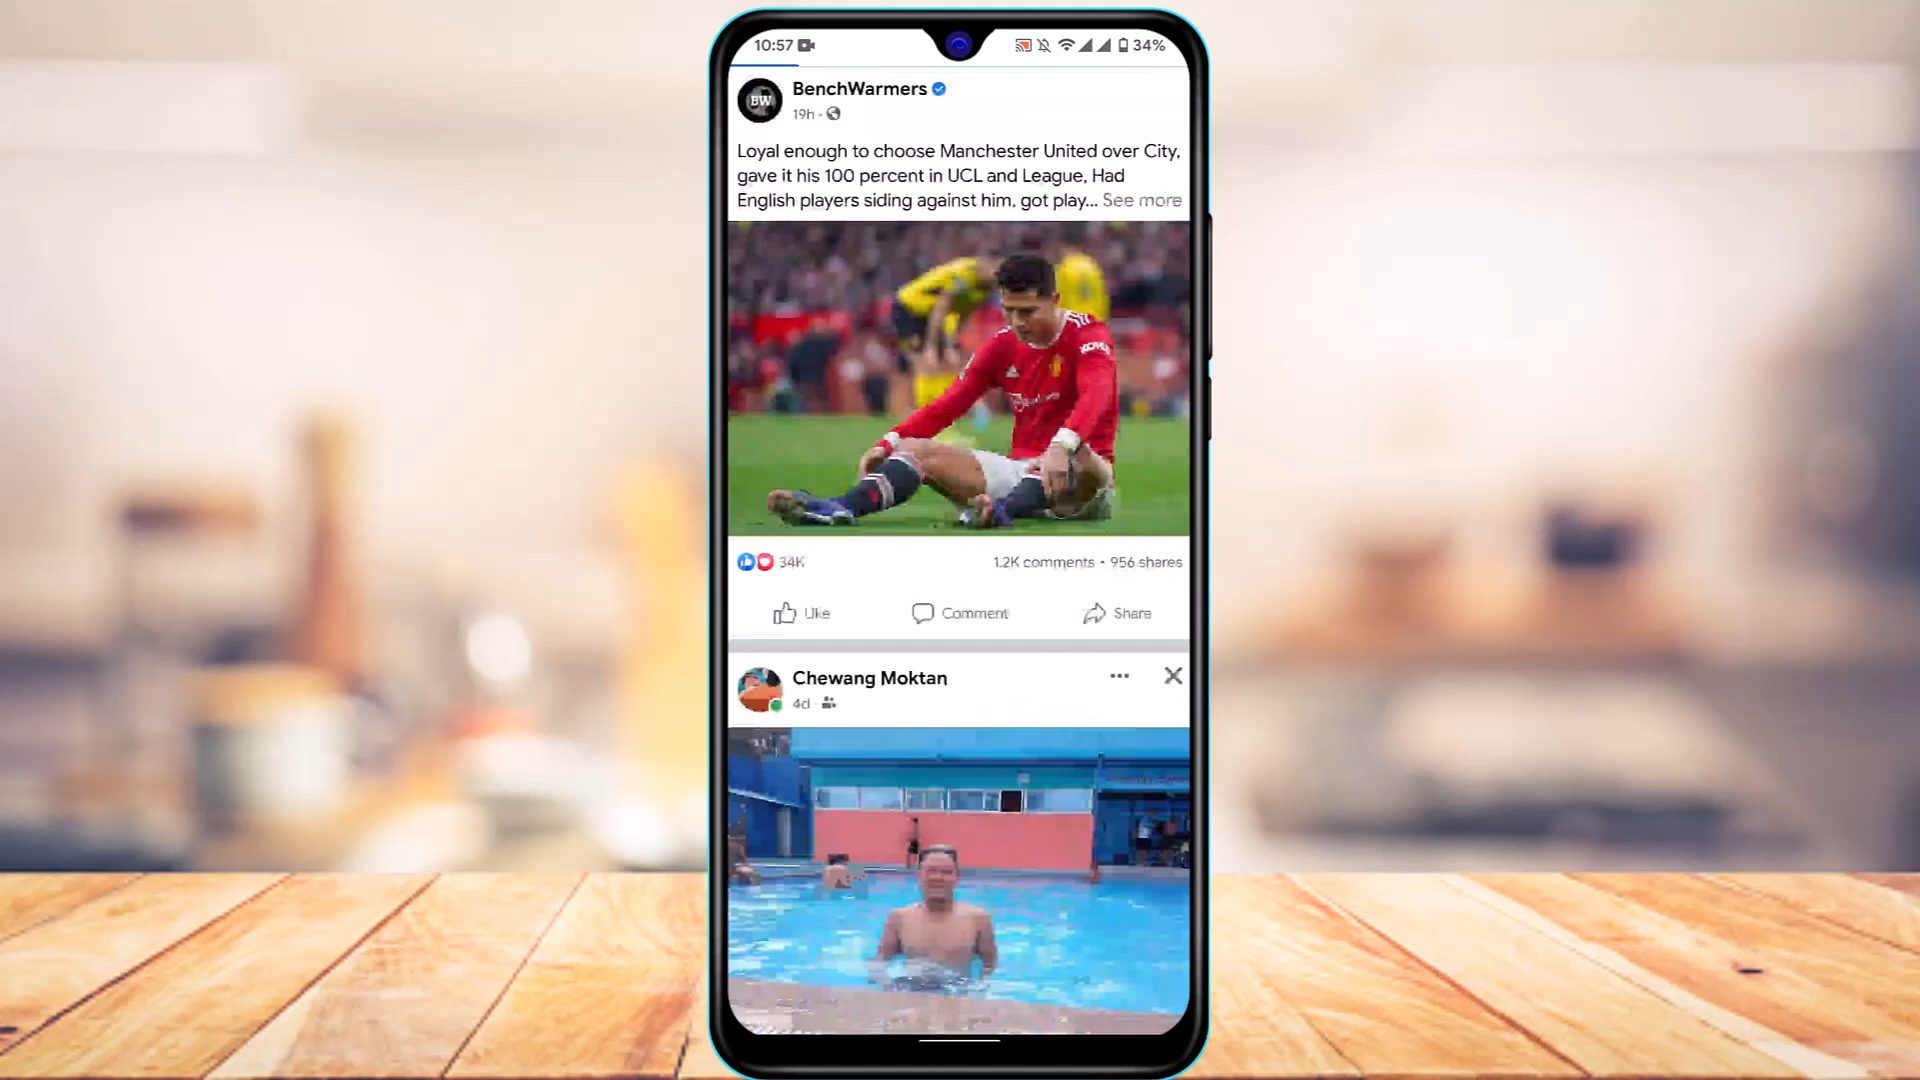 10:57
34%
BW
BenchWarmers
19h
Loyal enough to choose Manchester United over City,
gave it his 100 percent in UCL and League, Had
English players siding against him, got play... See more
KOHLER
34K
1.2K comments • 956 shares
Like
Comment
Share
Chewang Moktan
4d